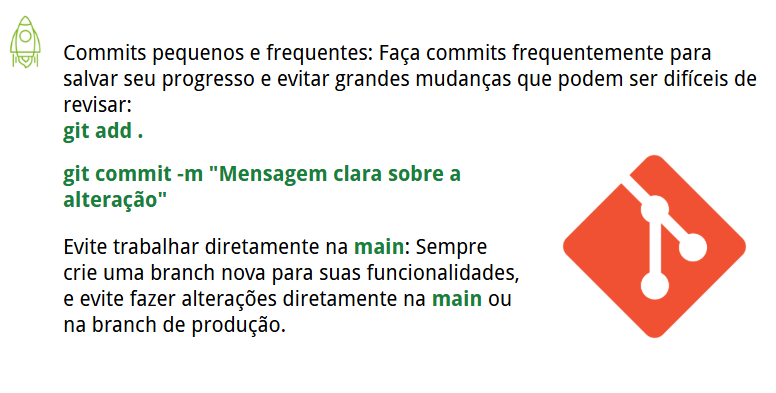 Commits pequenos e frequentes: Faça commits frequentemente para
salvar seu progresso e evitar grandes mudanças que podem ser difíceis de
revisar:
git add .
git commit -m "Mensagem clara sobre a
alteração"
Evite trabalhar diretamente na main: Sempre
crie uma branch nova para suas funcionalidades,
e evite fazer alterações diretamente na main ou
na branch de produção.